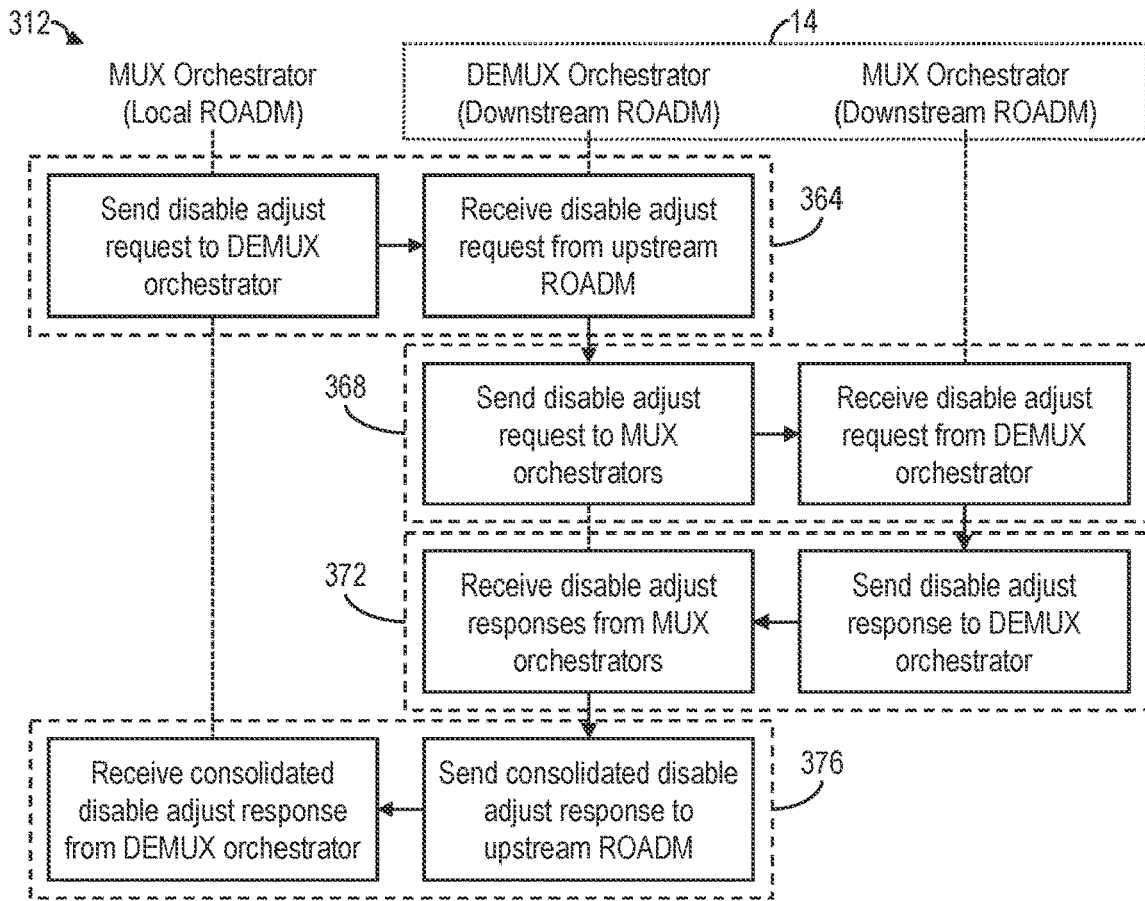 312
14
MUX Orchestrator
(Local ROADM)
DEMUX Orchestrator
(Downstream ROADM)
MUX Orchestrator
(Downstream ROADM)
Send disable adjust
request to DEMUX
orchestrator
Receive disable adjust
request from upstream
ROADM
364
368
Send disable adjust
request to MUX
orchestrators
Receive disable adjust
request from DEMUX
orchestrator
372
Receive disable adjust
responses from MUX
orchestrators
Send disable adjust
response to DEMUX
orchestrator
Receive consolidated
disable adjust response
from DEMUX orchestrator
Send consolidated disable
adjust response to
upstream ROADM
376